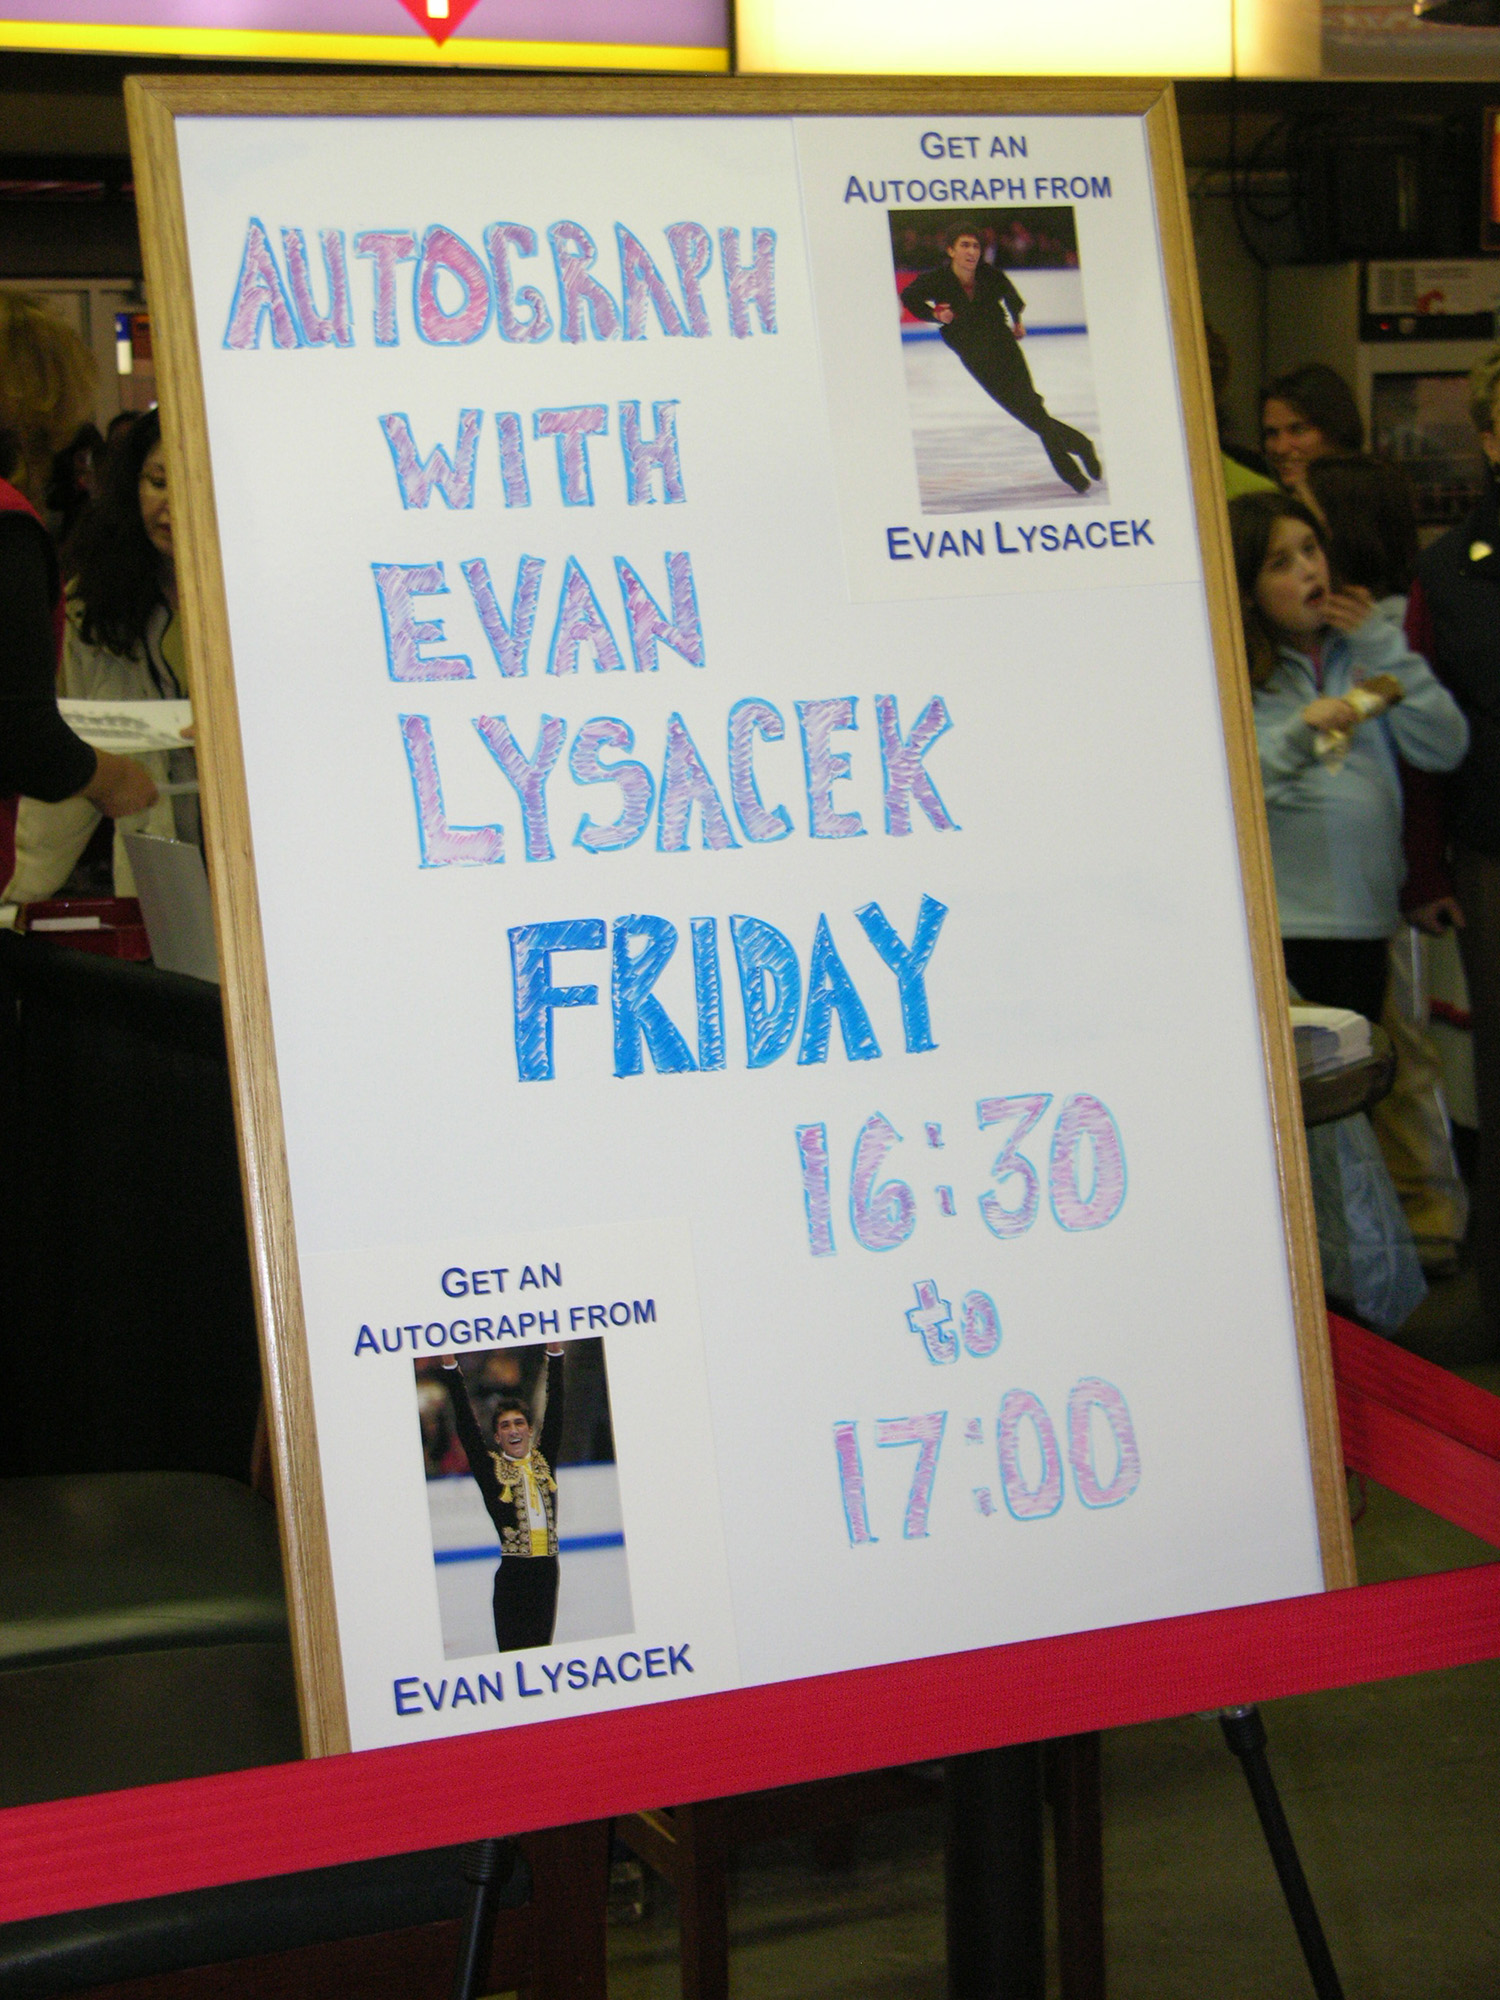 GET AN
AUTOGRAPH FROM
EVAN LYSACEK
AUTOGRAPH
WITH
EVAN
LYSACEK
FRIDAY
16:30
to
17:00
GET AN
AUTOGRAPH FROM
EVAN LYSACEK